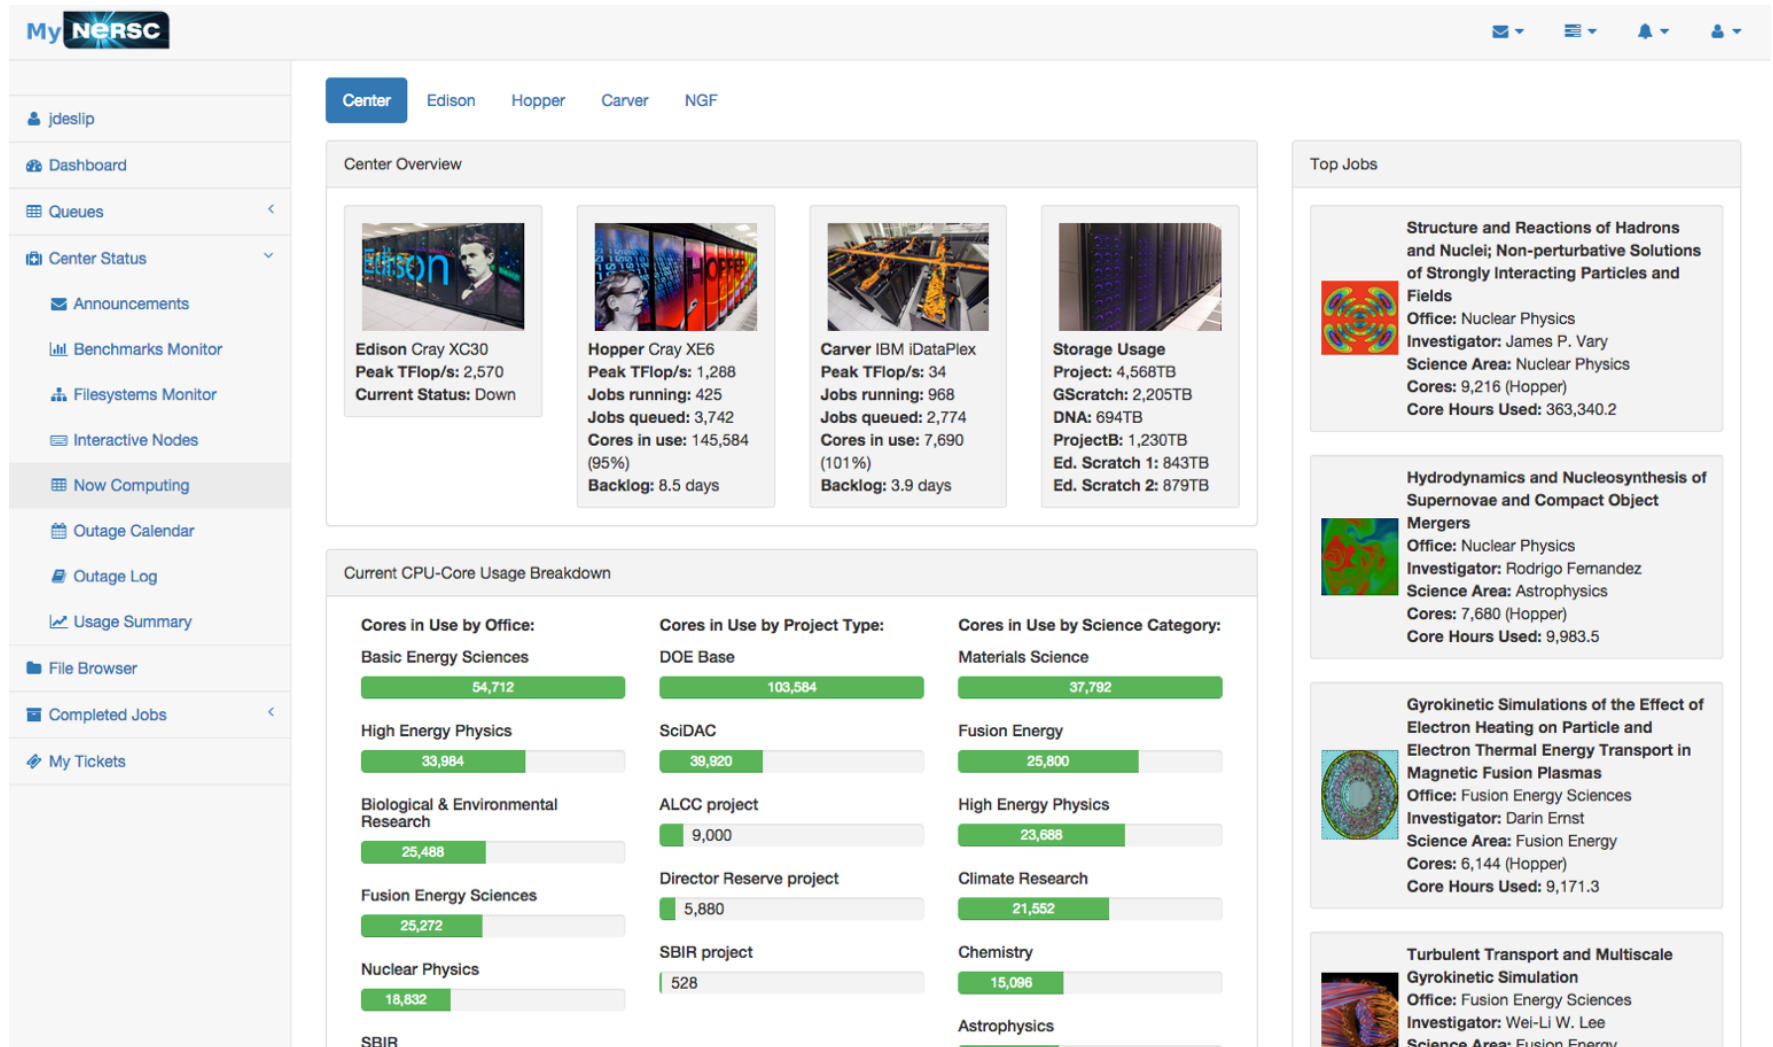 My NERSC
jdeslip
Dashboard
Queues
Center Status
Announcements
Benchmarks Monitor
Filesystems Monitor
Interactive Nodes
Now Computing
Outage Calendar
Outage Log
Usage Summary
File Browser
Completed Jobs
My Tickets
Center
Edison
Hopper
Carver
NGF
Center Overview
Edison
Edison Cray XC30
Peak TFlop/s: 2,570
Current Status: Down
HOPPER
Hopper Cray XE6
Peak TFlop/s: 1,288
Jobs running: 425
Jobs queued: 3,742
Cores in use: 145,584
(95%)
Backlog: 8.5 days
Carver IBM iDataPlex
Peak TFlop/s: 34
Jobs running: 968
Jobs queued: 2,774
Cores in use: 7,690
(101%)
Backlog: 3.9 days
Storage Usage
Project: 4,568TB
GScratch: 2,205TB
DNA: 694TB
ProjectB: 1,230TB
Ed. Scratch 1: 843TB
Ed. Scratch 2: 879TB
Current CPU-Core Usage Breakdown
Cores in Use by Office:
Basic Energy Sciences
54,712
High Energy Physics
33,984
Biological & Environmental
Research
25,488
Fusion Energy Sciences
25,272
Nuclear Physics
18,832
SBIR
Cores in Use by Project Type:
DOE Base
103,584
SciDAC
39,920
ALCC project
9,000
Director Reserve project
5,880
SBIR project
528
Cores in Use by Science Category:
Materials Science
37,792
Fusion Energy
25,800
High Energy Physics
23,688
Climate Research
21,552
Chemistry
15,096
Astrophysics
Top Jobs
Structure and Reactions of Hadrons
and Nuclei; Non-perturbative Solutions
of Strongly Interacting Particles and
Fields
Office: Nuclear Physics
Investigator: James P. Vary
Science Area: Nuclear Physics
Cores: 9,216 (Hopper)
Core Hours Used: 363,340.2
Hydrodynamics and Nucleosynthesis of
Supernovae and Compact Object
Mergers
Office: Nuclear Physics
Investigator: Rodrigo Fernandez
Science Area: Astrophysics
Cores: 7,680 (Hopper)
Core Hours Used: 9,983.5
Gyrokinetic Simulations of the Effect of
Electron Heating on Particle and
Electron Thermal Energy Transport in
Magnetic Fusion Plasmas
Office: Fusion Energy Sciences
Investigator: Darin Ernst
Science Area: Fusion Energy
Cores: 6,144 (Hopper)
Core Hours Used: 9,171.3
Turbulent Transport and Multiscale
Gyrokinetic Simulation
Office: Fusion Energy Sciences
Investigator: Wei-Li W. Lee
Science Area: Fusion Energy